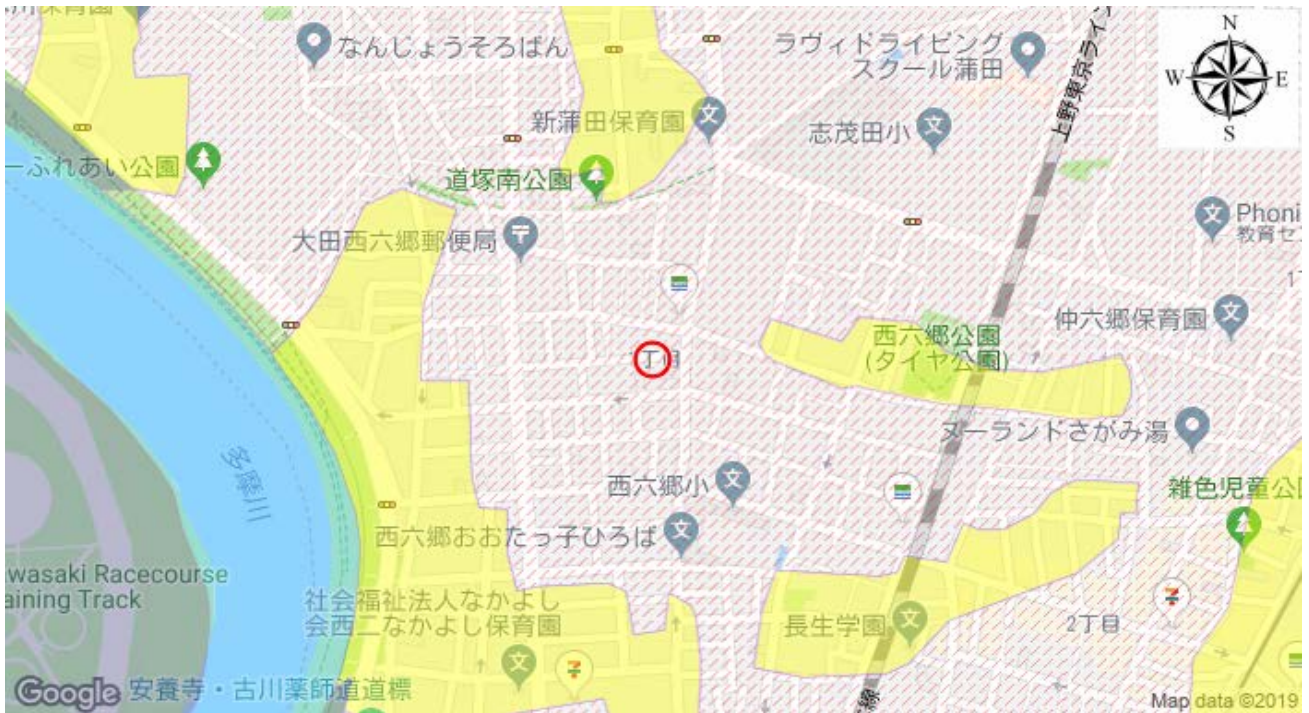 なんじょうそろばん
ラヴィドライビング
スクール蒲田
N
W
E
S
上野東京ライン
新蒲田保育園
志茂田小
ーふれあい公園
道塚南公園
大田西六郷郵便局
Phoni
教育セ
仲六郷保育園
西六郷公園
(タイヤ公園)
丁目
ヌーランドさがみ湯
多摩川
西六郷小
雑色児童公
西六郷おおたっ子ひろば
wasaki Racecourse
aining Track
社会福祉法人なかよし
会西二なかよし保育園
長生学園
2丁目
Google
安養寺・古川薬師道道標
Map data ©2019